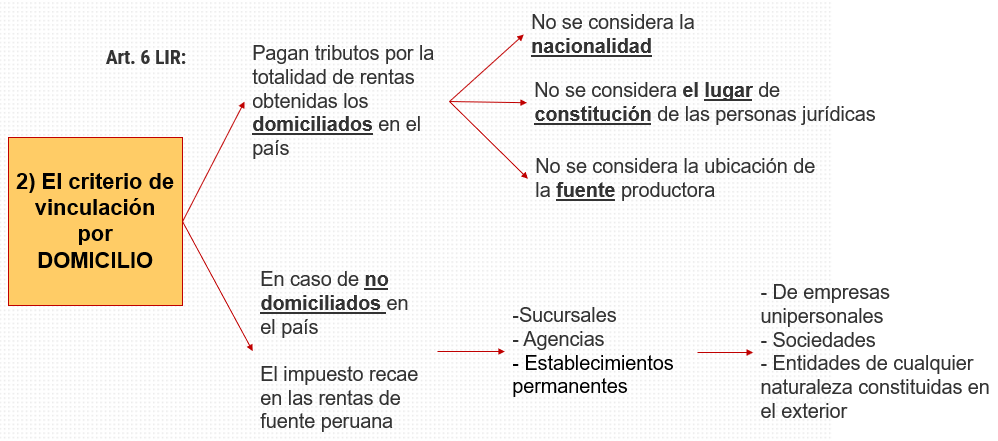 Art. 6 LIR:
2) El criterio de
vinculación
por
DOMICILIO
Pagan tributos por la
totalidad de rentas
obtenidas los
domiciliados en el
país
No se considera la
nacionalidad
No se considera el lugar de
constitución de las personas jurídicas
No se considera la ubicación de
la fuente productora
En caso de no
domiciliados en
el país
El impuesto recae
en las rentas de
fuente peruana
-Sucursales
- Agencias
- Establecimientos
permanentes
- De empresas
unipersonales
- Sociedades
- Entidades de cualquier
naturaleza constituidas en
el exterior